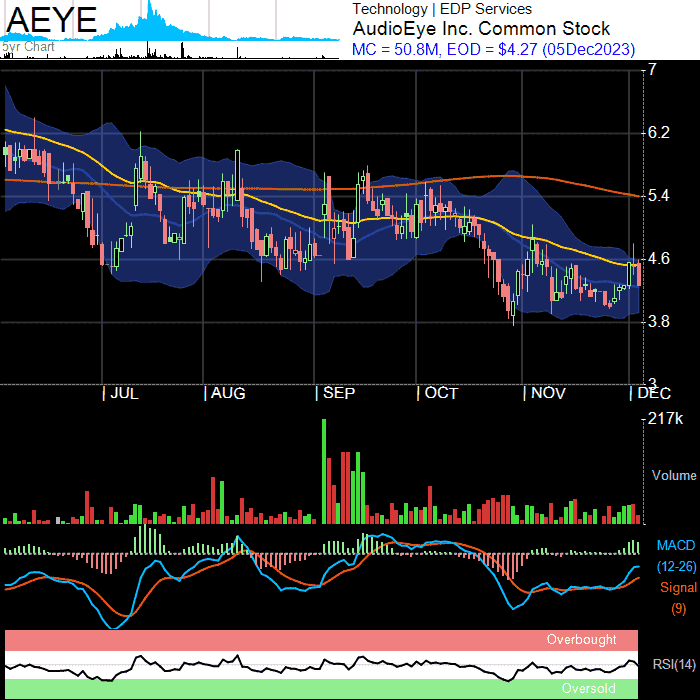 AEYE
5yr Chart
Technology | EDP Services
AudioEye Inc. Common Stock
MC = 50.8M, EOD = $4.27 (05Dec2023)
7
6.2
5.4
4.6
3.8
3
JUL
AUG
SEP
OCT
NOV
DEC
217k
Volume
MACD
(12-26)
Signal
(9)
Overbought
RSI(14)
Oversold